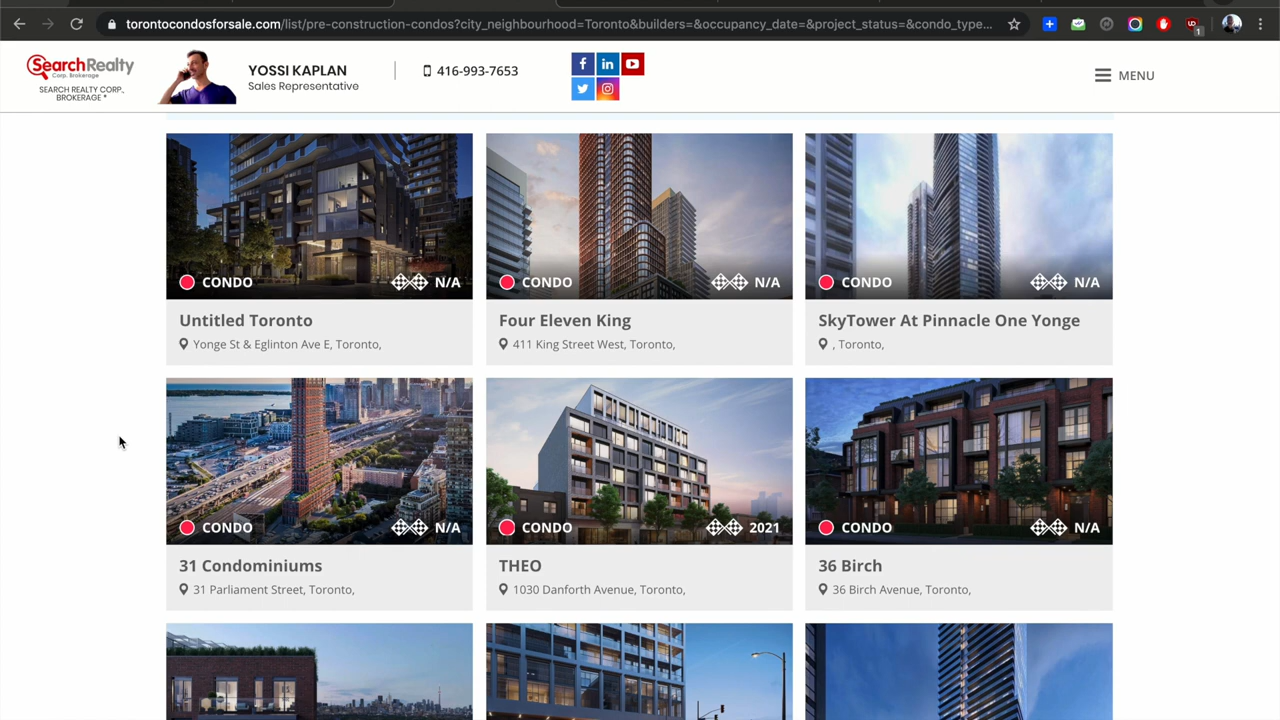 torontocondosforsale.com/list/pre-construction-condos?city_neighbourhood=Toronto&builders=&occupancy_date=&project_status=&condo_type...
1
SearchRealty
Corp. Brokerage
SEARCH REALTY CORP.,
BROKERAGE *
YOSSI KAPLAN
Sales Representative
416-993-7653
MENU
CONDO N/A
CONDO N/A
CONDO N/A
Untitled Toronto
Yonge St & Eglinton Ave E, Toronto,
Four Eleven King
411 King Street West, Toronto,
SkyTower At Pinnacle One Yonge
, Toronto,
CONDO N/A
CONDO 2021
CONDO N/A
31 Condominiums
31 Parliament Street, Toronto,
THEO
1030 Danforth Avenue, Toronto,
36 Birch
36 Birch Avenue, Toronto,